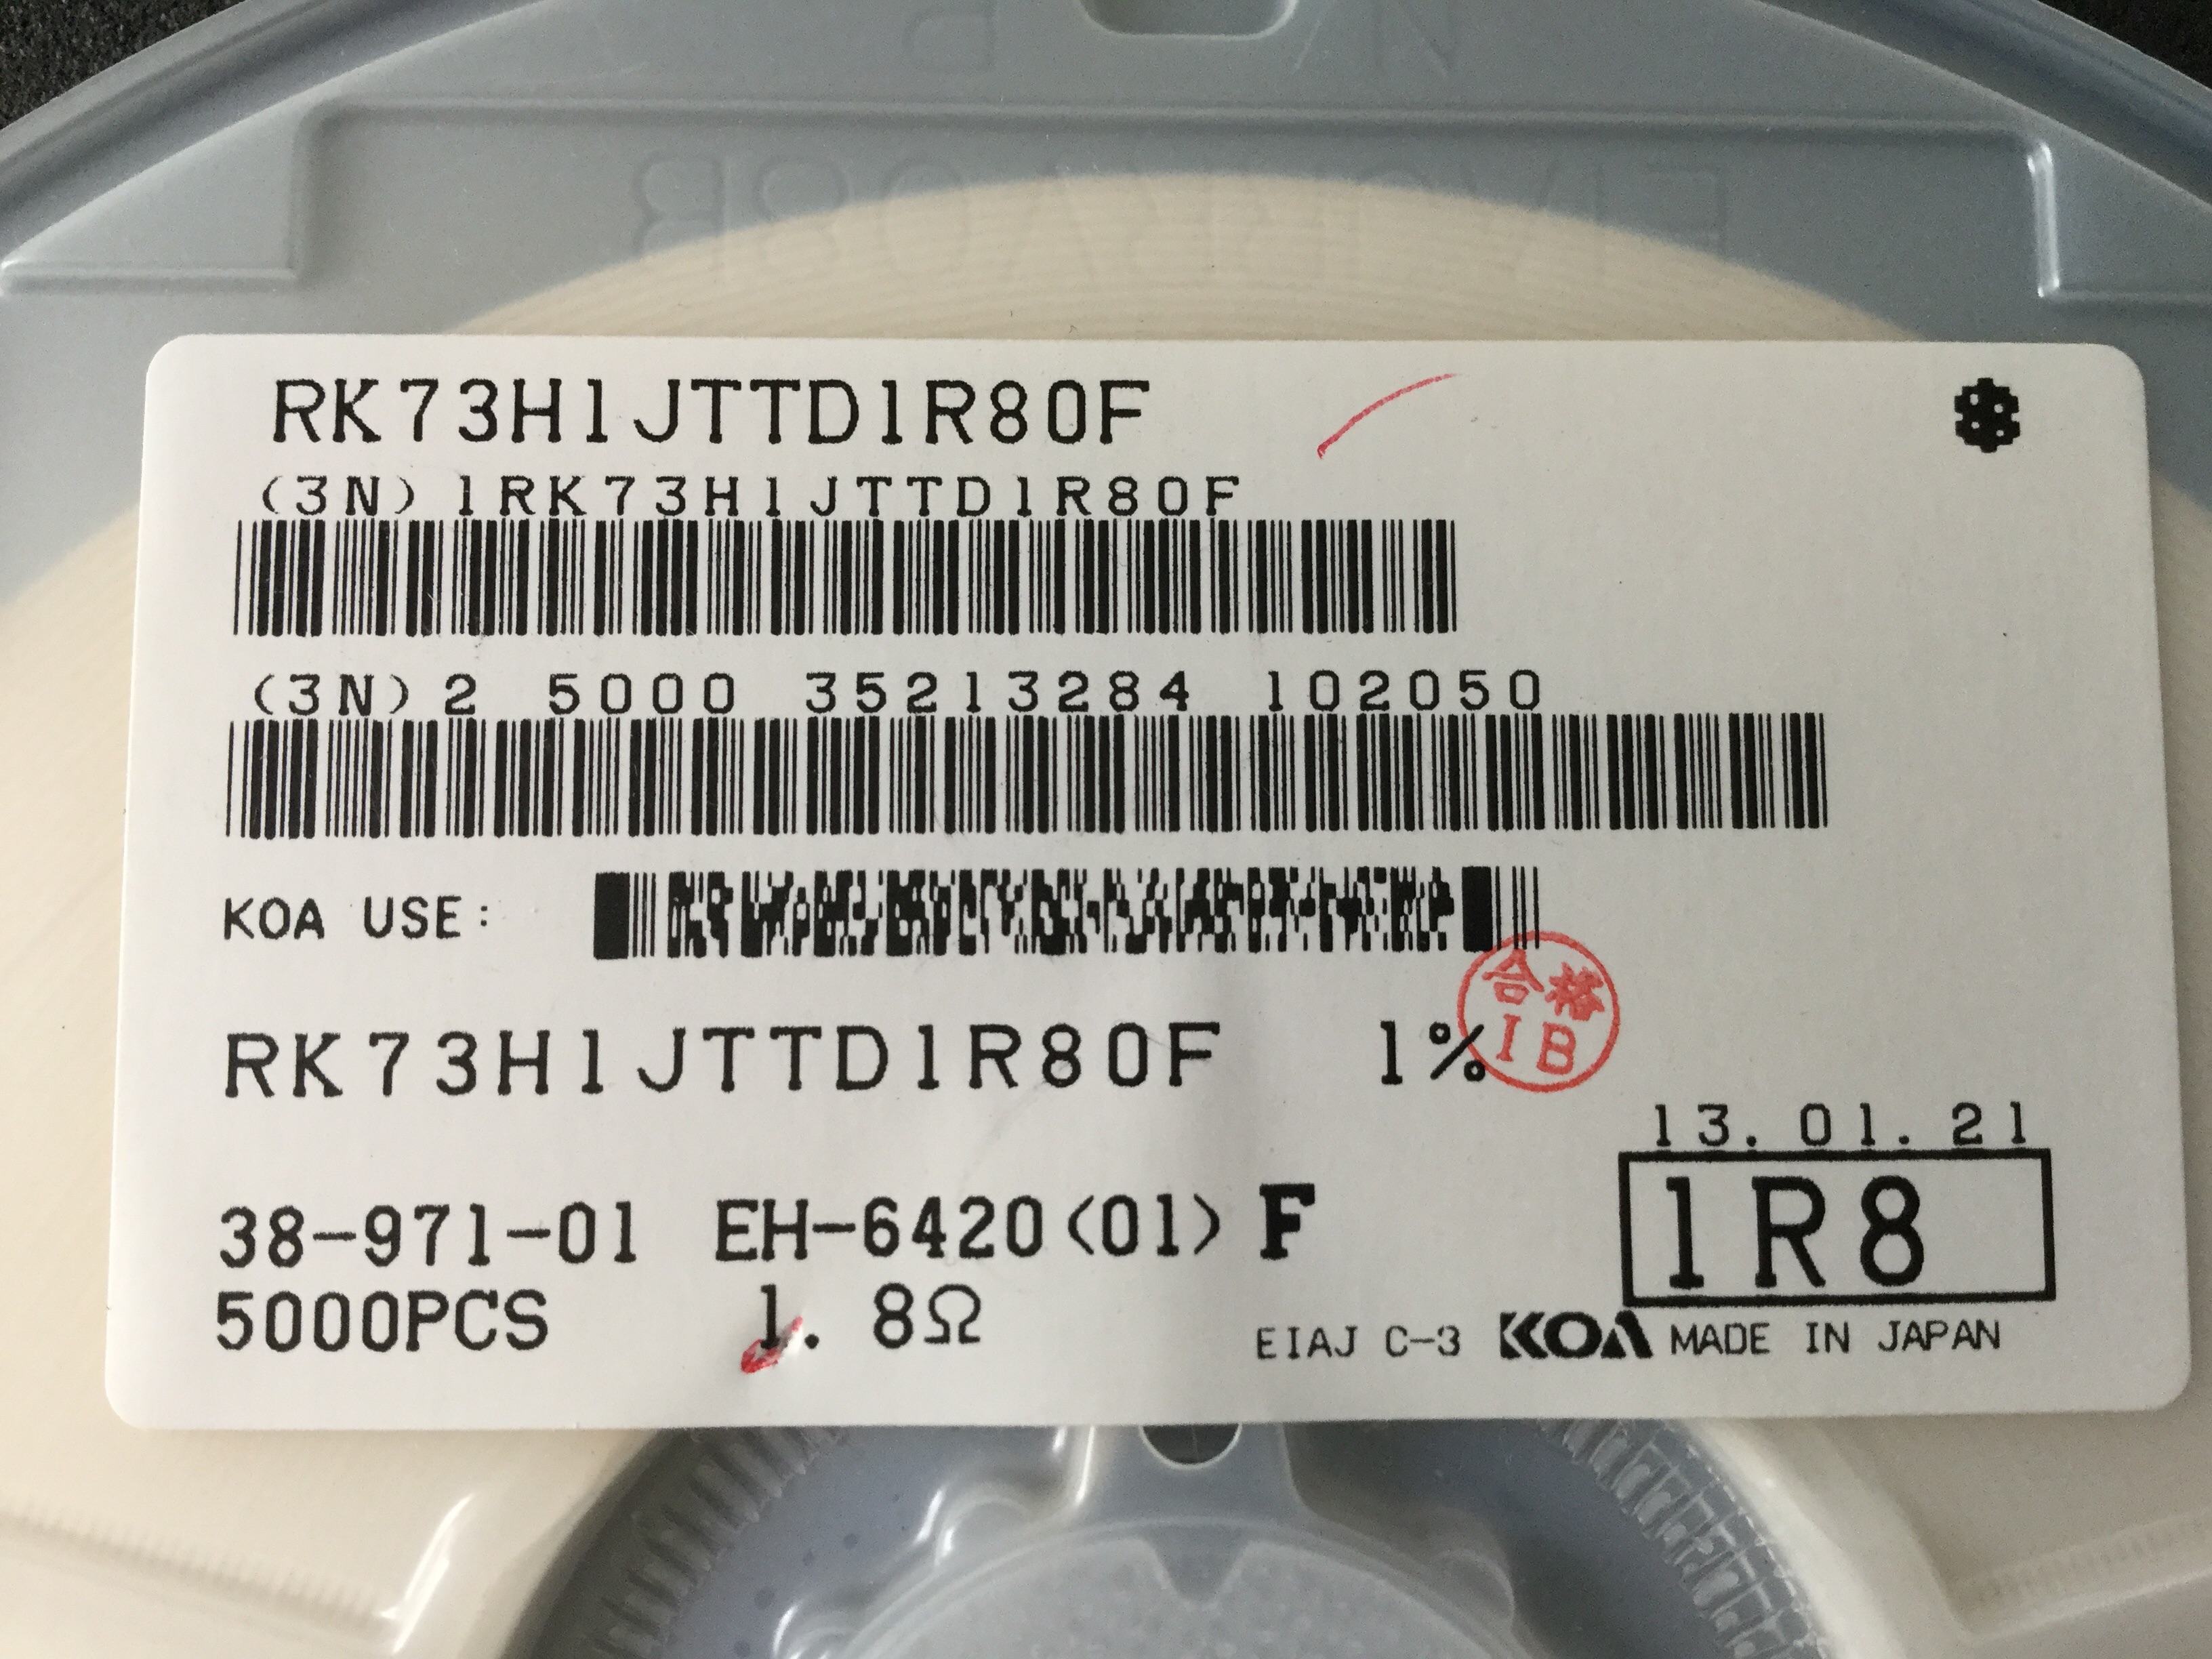 RK73H1JTTD1R80F
(3N)1RK73H1JTTD1R80F
(3N)2 5000 35213284 102050
KOA USE:
合格
IB
RK73H1JTTD1R80F 1%
13.01.21
1R8
38-971-01 EH-6420<01> F
5000PCS 1.8Ω
EIAJ C-3 KOA MADE IN JAPAN